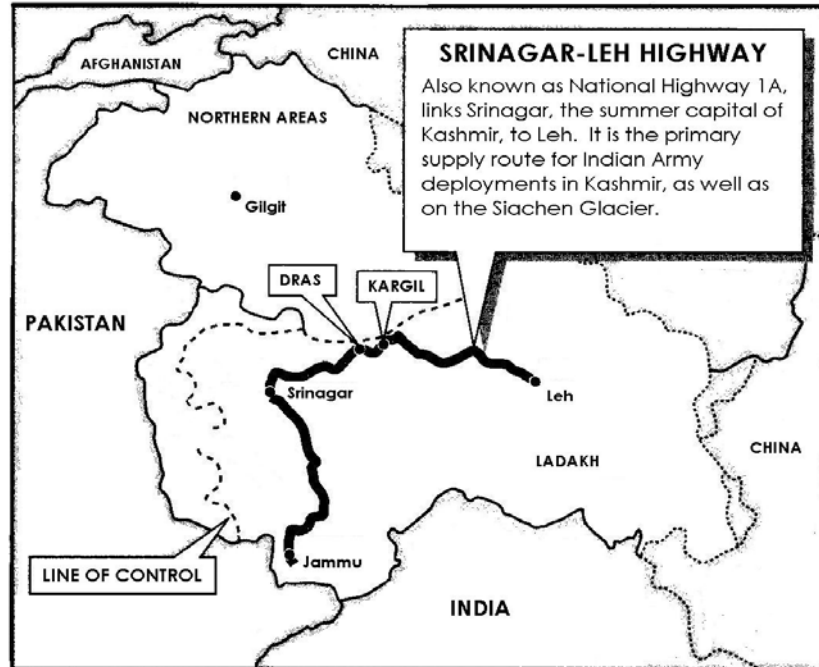 AFGHANISTAN
CHINA
SRINAGAR-LEH HIGHWAY
Also known as National Highway 1A,
links Srinagar, the summer capital of
Kashmir, to Leh. It is the primary
supply route for Indian Army
deployments in Kashmir, as well as
on the Siachen Glacier.
NORTHERN AREAS
Gilgit
DRAS
KARGIL
PAKISTAN
Srinagar
Leh
LADAKH
CHINA
LINE OF CONTROL
Jammu
INDIA